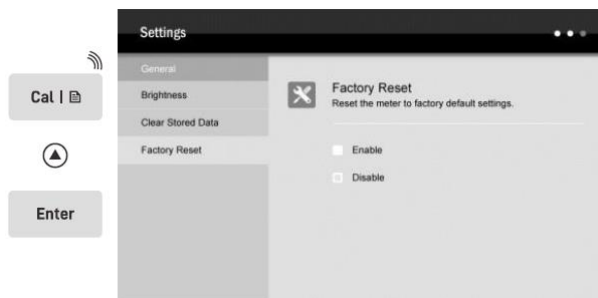 Settings
Cal |
Enter
General
Brightness
Clear Stored Data
Factory Reset
Factory Reset
Reset the meter to factory default settings.
Enable
Disable